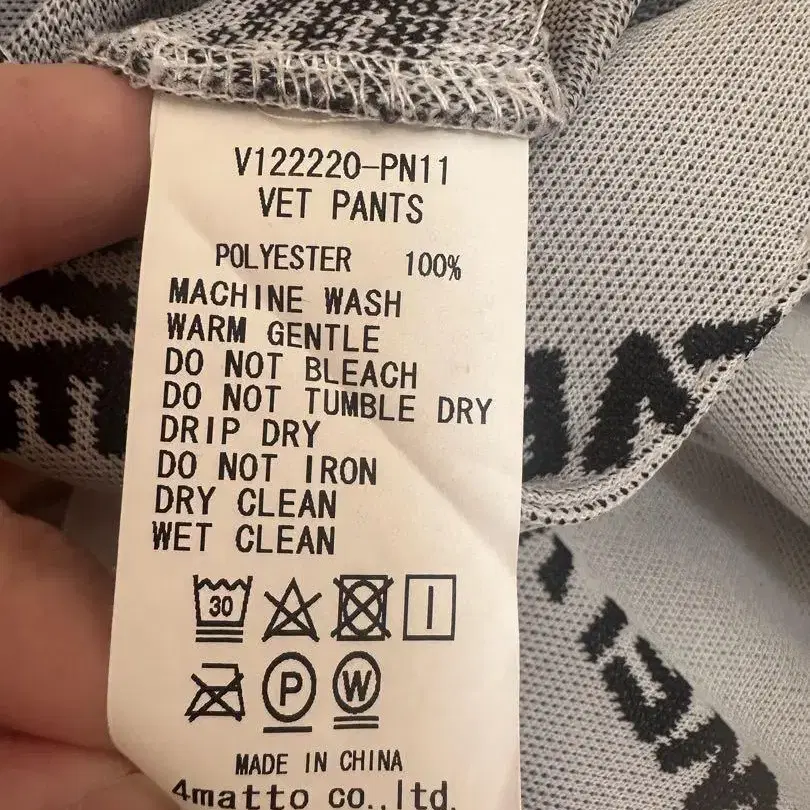 V122220-PN11
VET PANTS
POLYESTER 100%
MACHINE WASH
WARM GENTLE
DO NOT BLEACH
DO NOT TUMBLE DRY
DRIP DRY
DO NOT IRON
DRY CLEAN
WET CLEAN
30
P W
MADE IN CHINA
4matto co.,ltd.